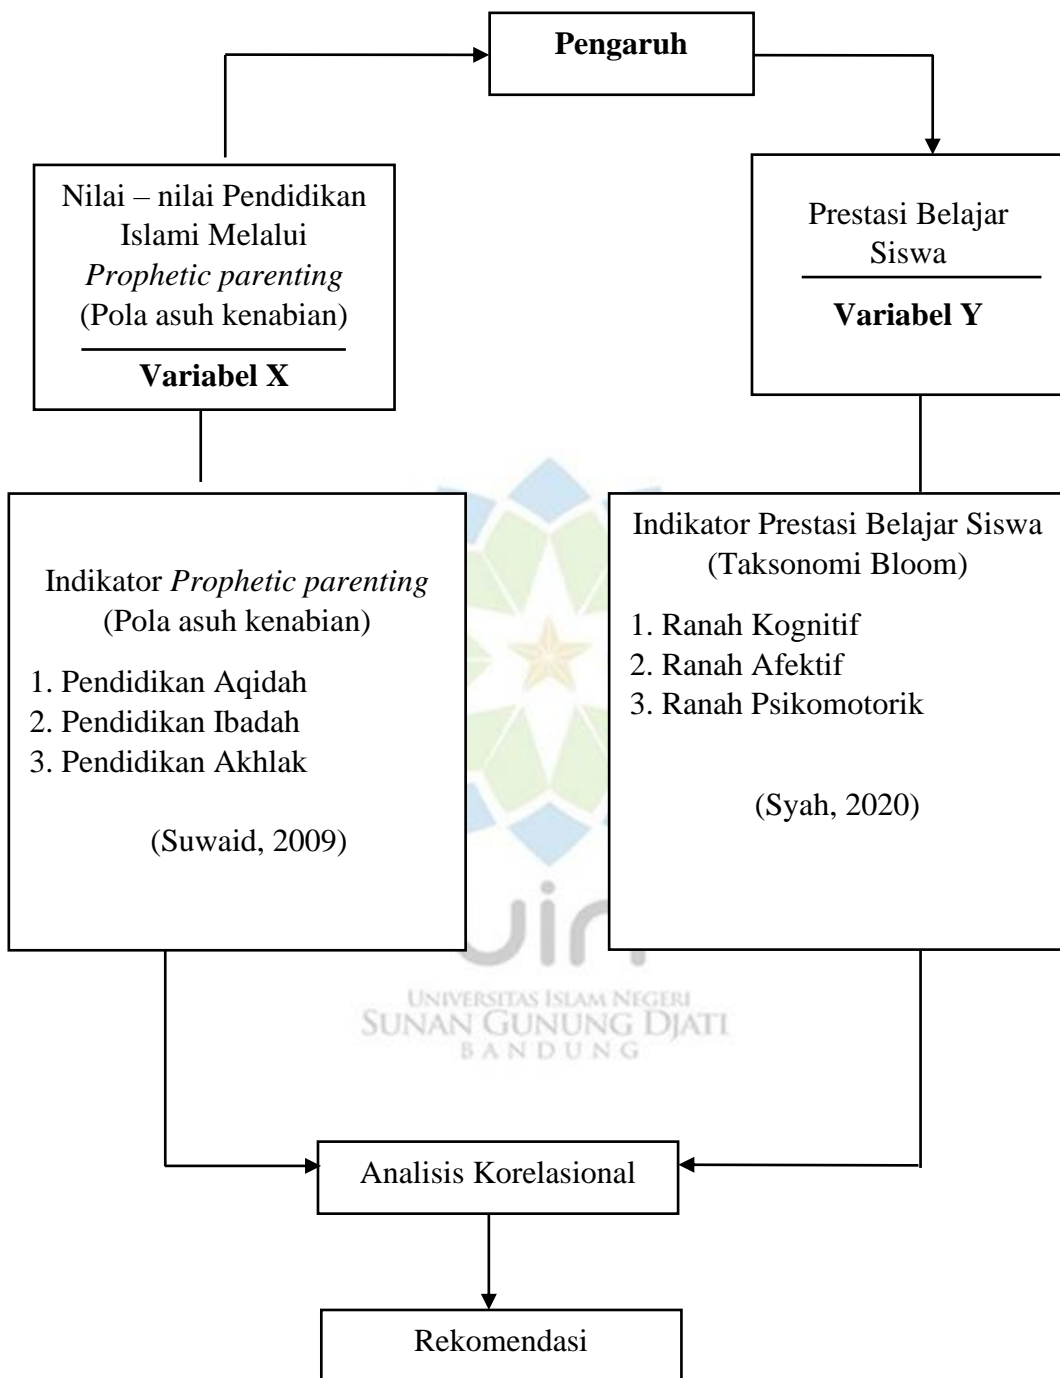 Pengaruh
Nilai – nilai Pendidikan
Islami Melalui
Prophetic parenting
(Pola asuh kenabian)
Variabel X
Prestasi Belajar
Siswa
Variabel Y
Indikator Prophetic parenting
(Pola asuh kenabian)
1. Pendidikan Aqidah
2. Pendidikan Ibadah
3. Pendidikan Akhlak
(Suwaid, 2009)
Indikator Prestasi Belajar Siswa
(Taksonomi Bloom)
1. Ranah Kognitif
2. Ranah Afektif
3. Ranah Psikomotorik
(Syah, 2020)
uin
UNIVERSITAS ISLAM NEGERI
SUNAN GUNUNG DJATI
BANDUNG
Analisis Korelasional
Rekomendasi